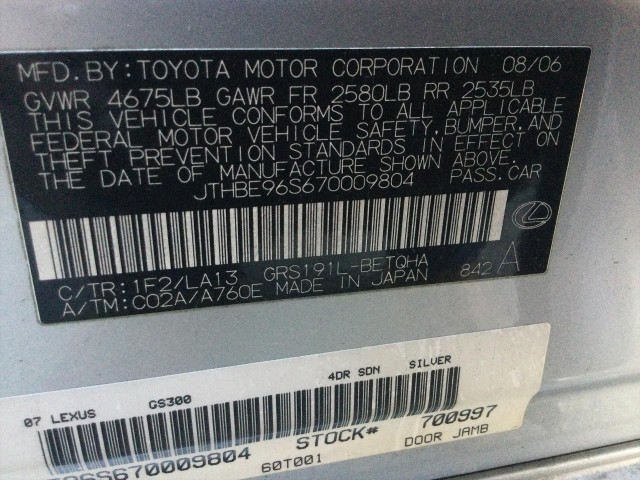 MFD.BY:TOYOTA MOTOR CORPORATION 08/06
GVWR 4675LB GAWR FR 2580LB RR 2535LB
THIS VEHICLE CONFORMS TO ALL APPLICABLE
FEDERAL MOTOR VEHICLE SAFETY,BUMPER,AND
THEFT PREVENTION STANDARDS IN EFFECT ON
THE DATE OF MANUFACTURE SHOWN ABOVE.
JTHBE96S670009804 PASS.CAR
C/TR:1F2/LA13 GRS191L-BETQHA
A/TM:C02A/A760E MADE IN JAPAN 842 A
07 LEXUS GS300 4DR SDN SILVER
STOCK# 700997
96S670009804 60T001 DOOR JAMB